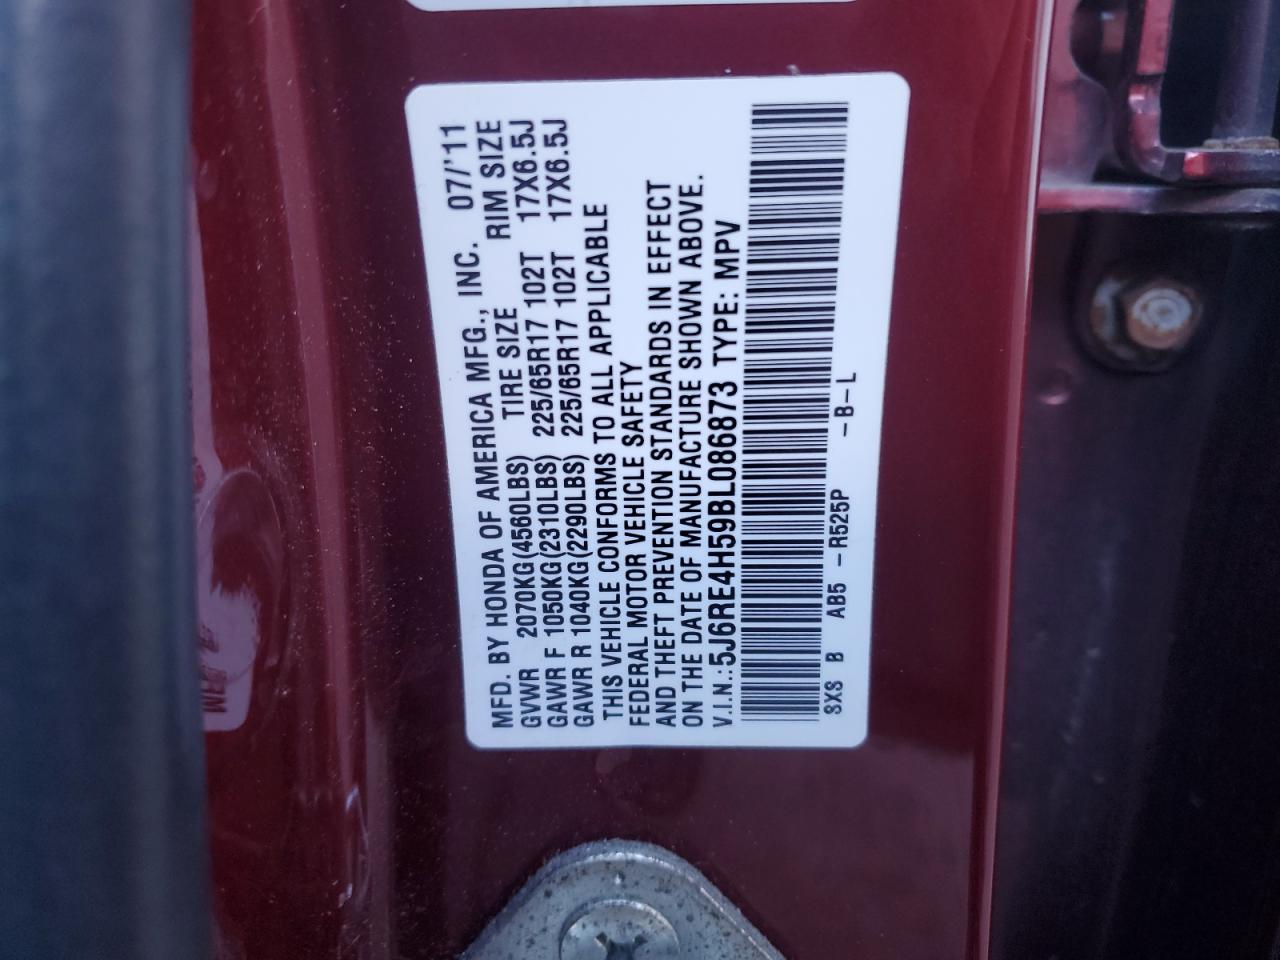 MFD. BY HONDA OF AMERICA MFG., INC. 07/'11
GVWR 2070KG(4560LBS) TIRE SIZE RIM SIZE
GAWR F 1050KG(2310LBS) 225/65R17 102T 17X6.5J
GAWR R 1040KG(2290LBS) 225/65R17 102T 17X6.5J
THIS VEHICLE CONFORMS TO ALL APPLICABLE
FEDERAL MOTOR VEHICLE SAFETY
AND THEFT PREVENTION STANDARDS IN EFFECT
ON THE DATE OF MANUFACTURE SHOWN ABOVE.
V.I.N.:5J6RE4H59BL086873 TYPE: MPV
SXS B AB5 -R525P -B-L